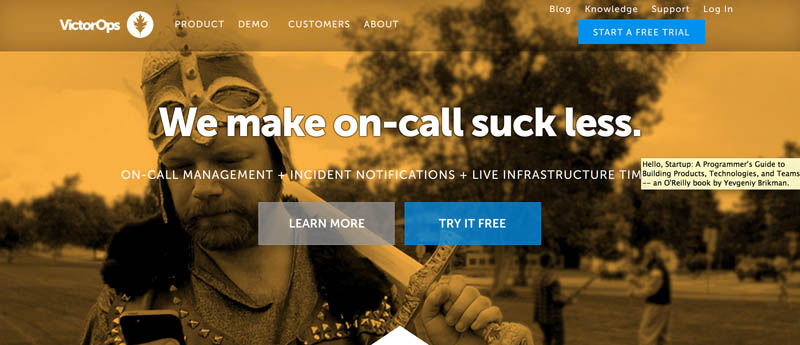 Blog Knowledge Support Log In
VictorOps PRODUCT DEMO CUSTOMERS ABOUT
START A FREE TRIAL
We make on-call suck less.
ON-CALL MANAGEMENT + INCIDENT NOTIFICATIONS + LIVE INFRASTRUCTURE TIM
Hello, Startup: A Programmer's Guide to
Building Products, Technologies, and Teams
-- an O'Reilly book by Yevgeniy Brikman.
LEARN MORE TRY IT FREE